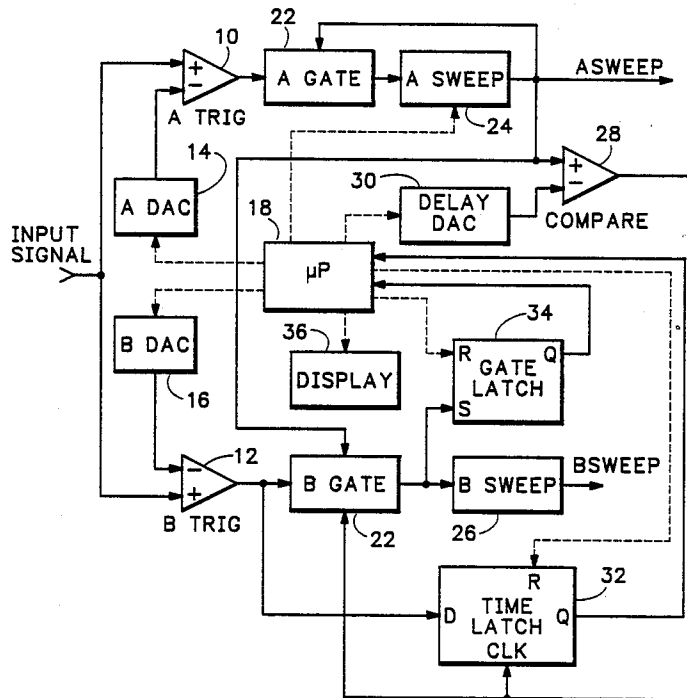 22
10
A GATE
A SWEEP
ASWEEP
+
-
A TRIG
24
28
14
30
+
-
A DAC
18
DELAY
DAC
COMPARE
INPUT
SIGNAL
µP
34
36
B DAC
R
GATE
LATCH
Q
DISPLAY
16
S
12
BSWEEP
-
+
B GATE
B SWEEP
B TRIG
22
26
R
32
D
TIME
LATCH
CLK
Q